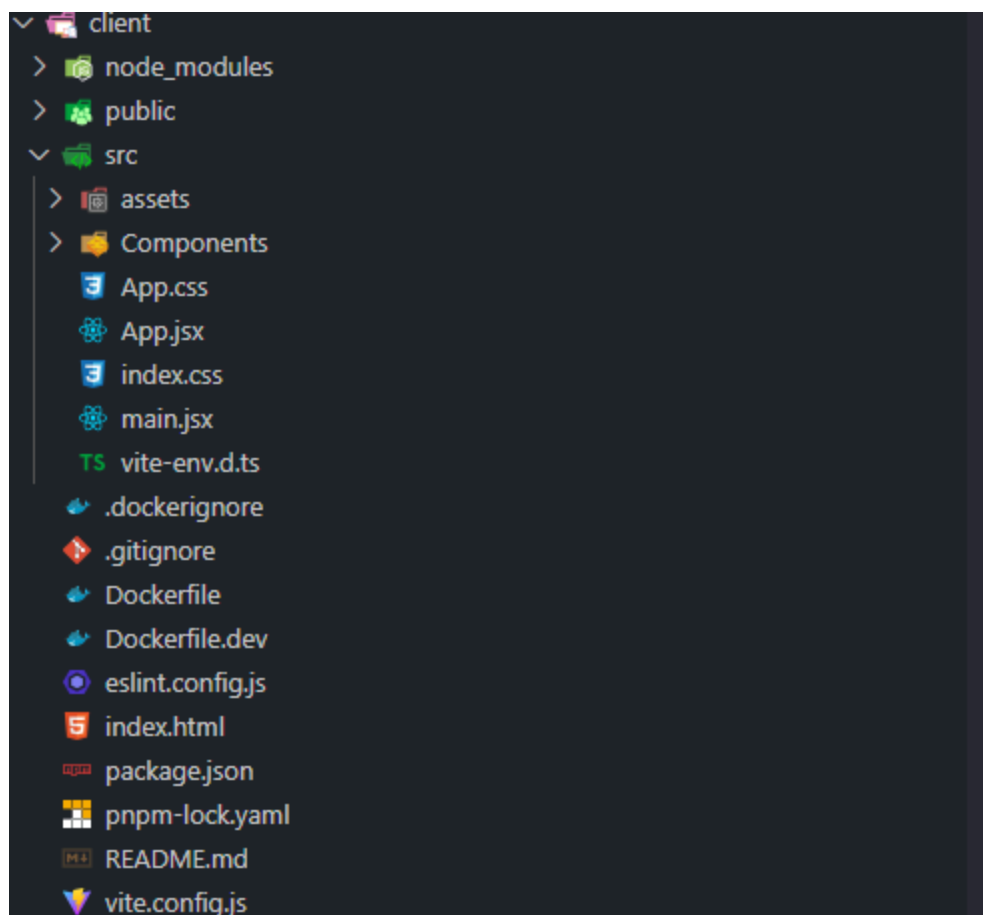 client
node_modules
public
src
assets
Components
App.css
App.jsx
index.css
main.jsx
TS vite-env.d.ts
.dockerignore
.gitignore
Dockerfile
Dockerfile.dev
eslint.config.js
index.html
package.json
pnpm-lock.yaml
README.md
vite.config.js